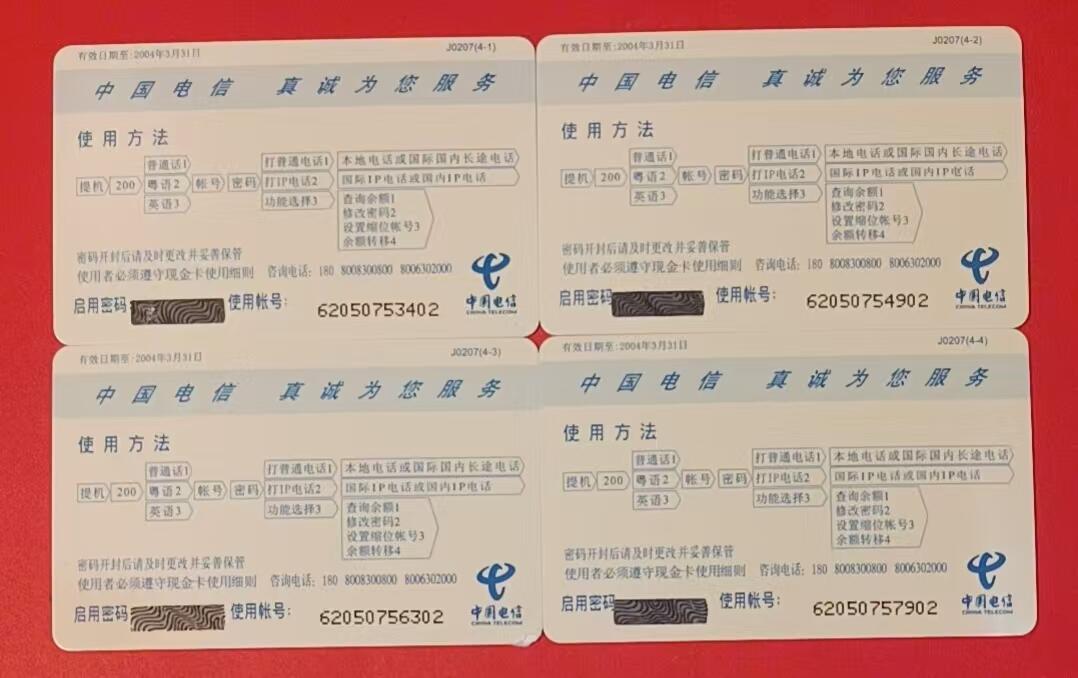 有效日期至:2004年3月31日 J0207(4-1)
中国电信 真诚为您服务
使用方法
提机 200 普通话1 粤语2 英语3 帐号 密码 打普通电话1 本地电话或国际国内长途电话
打IP电话2 国际IP电话或国内IP电话
功能选择3 查询余额1
修改密码2
设置缩位帐号3
余额转移4
密码开封后请及时更改并妥善保管
使用者必须遵守现金卡使用细则 咨询电话: 180 8008300800 8006302000
启用密码 使用帐号: 62050753402
中国电信
CHINA TELECOM
有效日期至:2004年3月31日 J0207(4-2)
中国电信 真诚为您服务
使用方法
提机 200 普通话1 粤语2 英语3 帐号 密码 打普通电话1 本地电话或国际国内长途电话
打IP电话2 国际IP电话或国内IP电话
功能选择3 查询余额1
修改密码2
设置缩位帐号3
余额转移4
密码开封后请及时更改并妥善保管
使用者必须遵守现金卡使用细则 咨询电话: 180 8008300800 8006302000
启用密码 使用帐号: 62050754902
中国电信
CHINA TELECOM
有效日期至:2004年3月31日 J0207(4-3)
中国电信 真诚为您服务
使用方法
提机 200 普通话1 粤语2 英语3 帐号 密码 打普通电话1 本地电话或国际国内长途电话
打IP电话2 国际IP电话或国内IP电话
功能选择3 查询余额1
修改密码2
设置缩位帐号3
余额转移4
密码开封后请及时更改并妥善保管
使用者必须遵守现金卡使用细则 咨询电话: 180 8008300800 8006302000
启用密码 使用帐号: 62050756302
中国电信
CHINA TELECOM
有效日期至:2004年3月31日 J0207(4-4)
中国电信 真诚为您服务
使用方法
提机 200 普通话1 粤语2 英语3 帐号 密码 打普通电话1 本地电话或国际国内长途电话
打IP电话2 国际IP电话或国内IP电话
功能选择3 查询余额1
修改密码2
设置缩位帐号3
余额转移4
密码开封后请及时更改并妥善保管
使用者必须遵守现金卡使用细则 咨询电话: 180 8008300800 8006302000
启用密码 使用帐号: 62050757902
中国电信
CHINA TELECOM